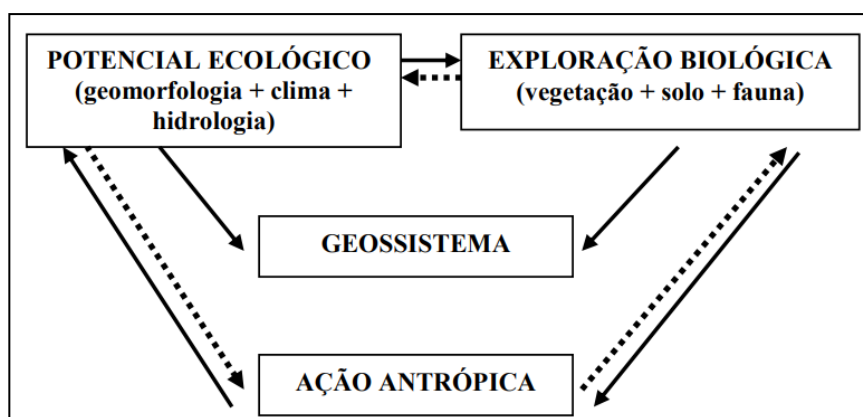 POTENCIAL ECOLÓGICO
(geomorfologia + clima +
hidrologia)
EXPLORAÇÃO BIOLÓGICA
(vegetação + solo + fauna)
GEOSSISTEMA
AÇÃO ANTRÓPICA